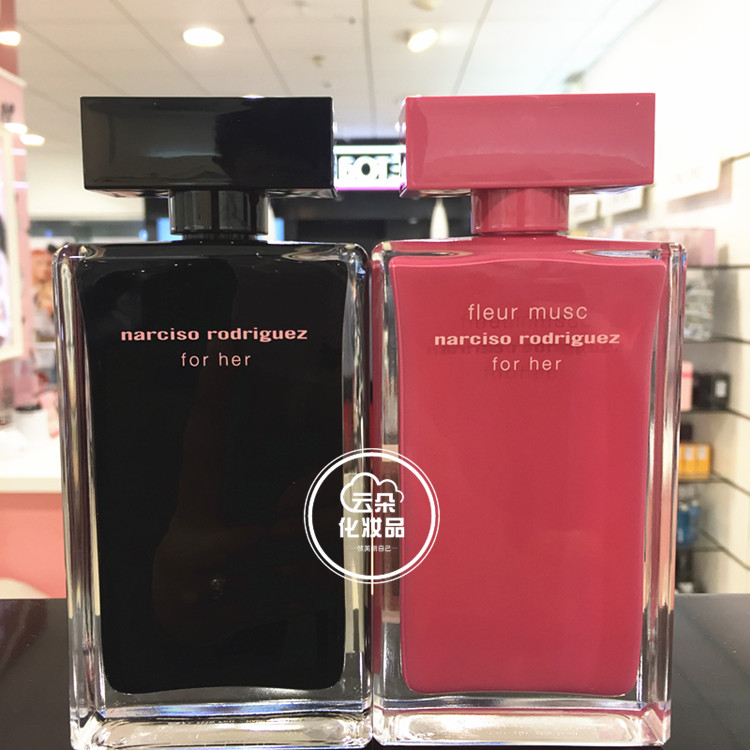 narciso rodriguez
for her
fleur musc
narciso rodriguez
for her
云朵
化妆品